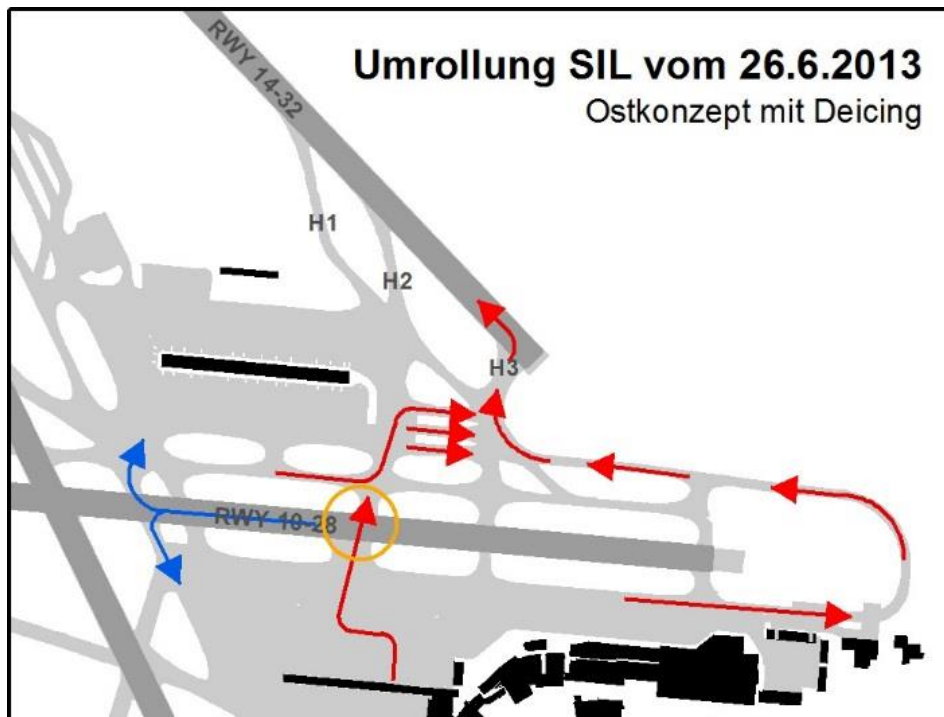 Umrollung SIL vom 26.6.2013
Ostkonzept mit Deicing
RWY 14-32
H1
H2
H3
RWY 10-28